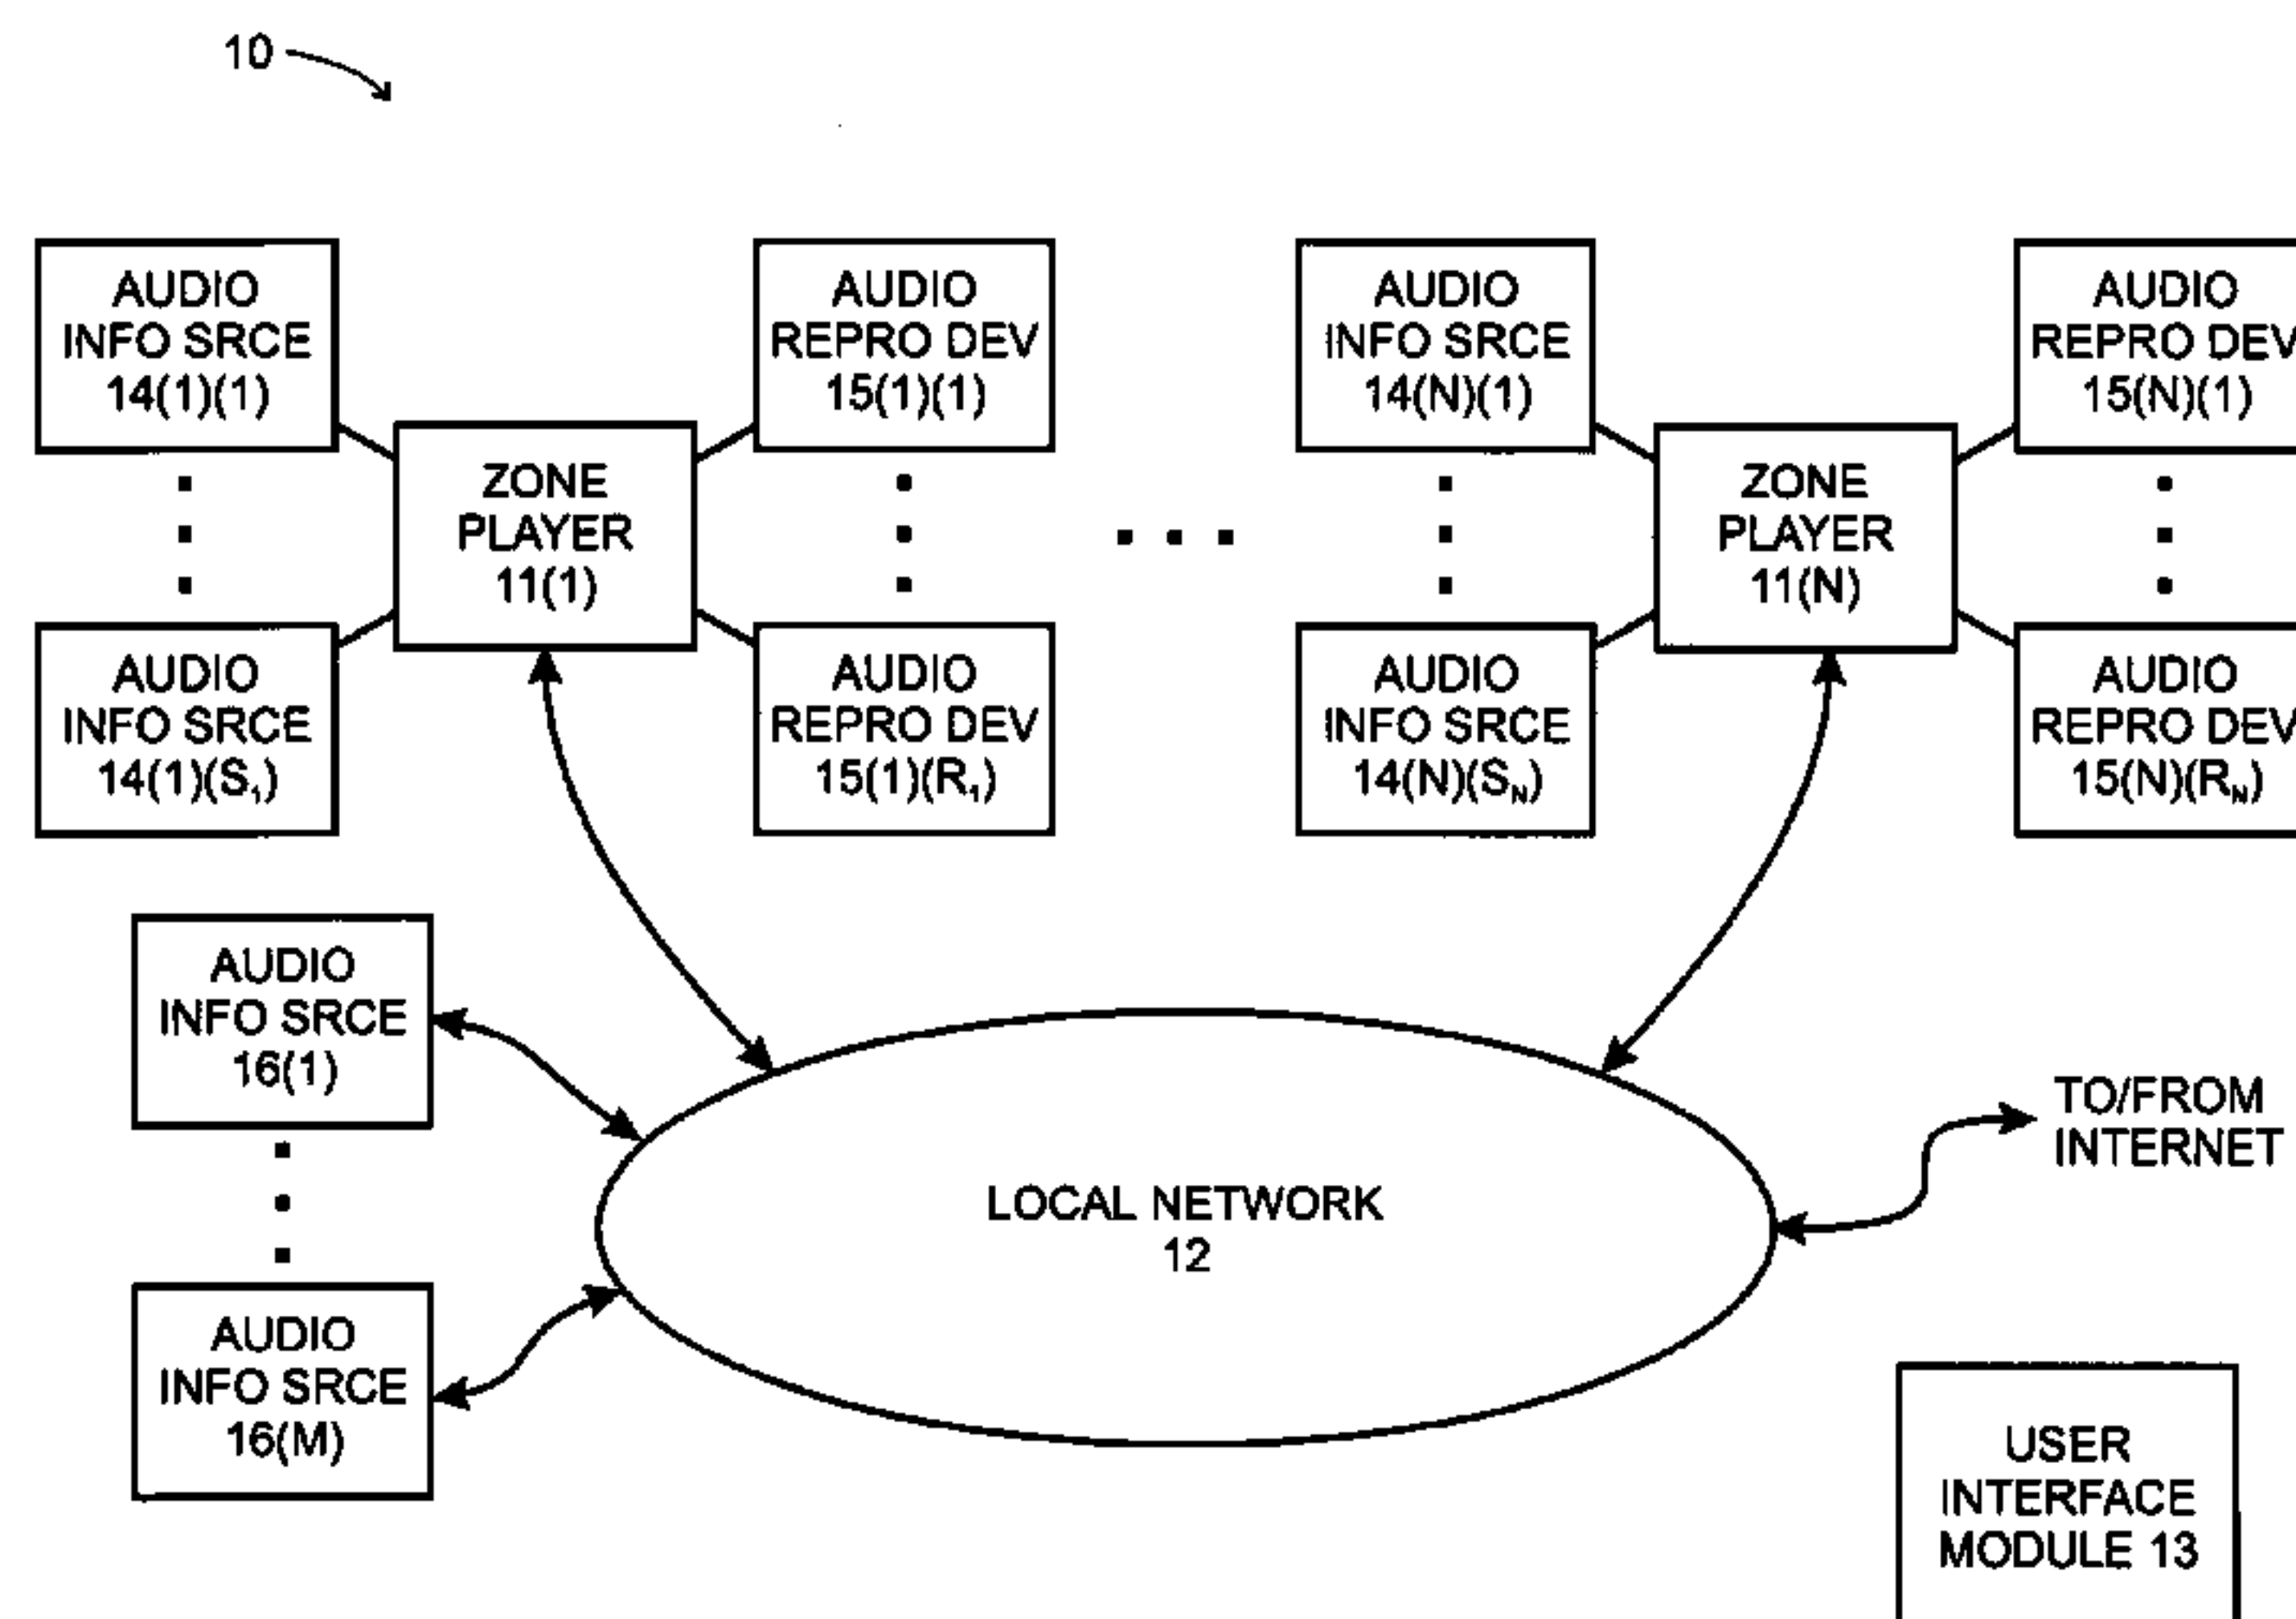 10
AUDIO
INFO SRCE
14(1)(1)
AUDIO
REPRO DEV
15(1)(1)
AUDIO
INFO SRCE
14(N)(1)
AUDIO
REPRO DEV
15(N)(1)
ZONE
PLAYER
11(1)
ZONE
PLAYER
11(N)
AUDIO
INFO SRCE
14(1)(S₁)
AUDIO
REPRO DEV
15(1)(R₁)
AUDIO
INFO SRCE
14(N)(S_N)
AUDIO
REPRO DEV
15(N)(R_N)
AUDIO
INFO SRCE
16(1)
TO/FROM
INTERNET
LOCAL NETWORK
12
AUDIO
INFO SRCE
16(M)
USER
INTERFACE
MODULE 13